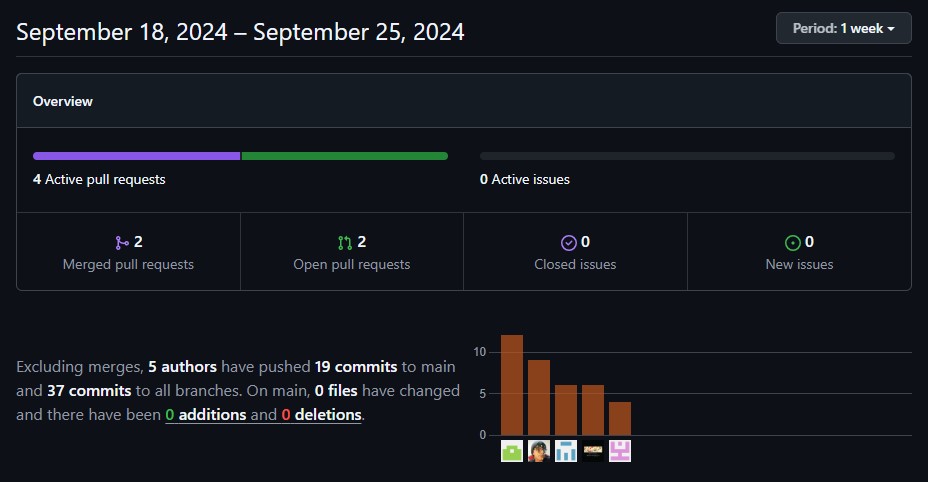 September 18, 2024 – September 25, 2024
Period: 1 week
Overview
4 Active pull requests
0 Active issues
2
Merged pull requests
2
Open pull requests
0
Closed issues
0
New issues
Excluding merges, 5 authors have pushed 19 commits to main
and 37 commits to all branches. On main, 0 files have changed
and there have been 0 additions and 0 deletions.
10
5
0